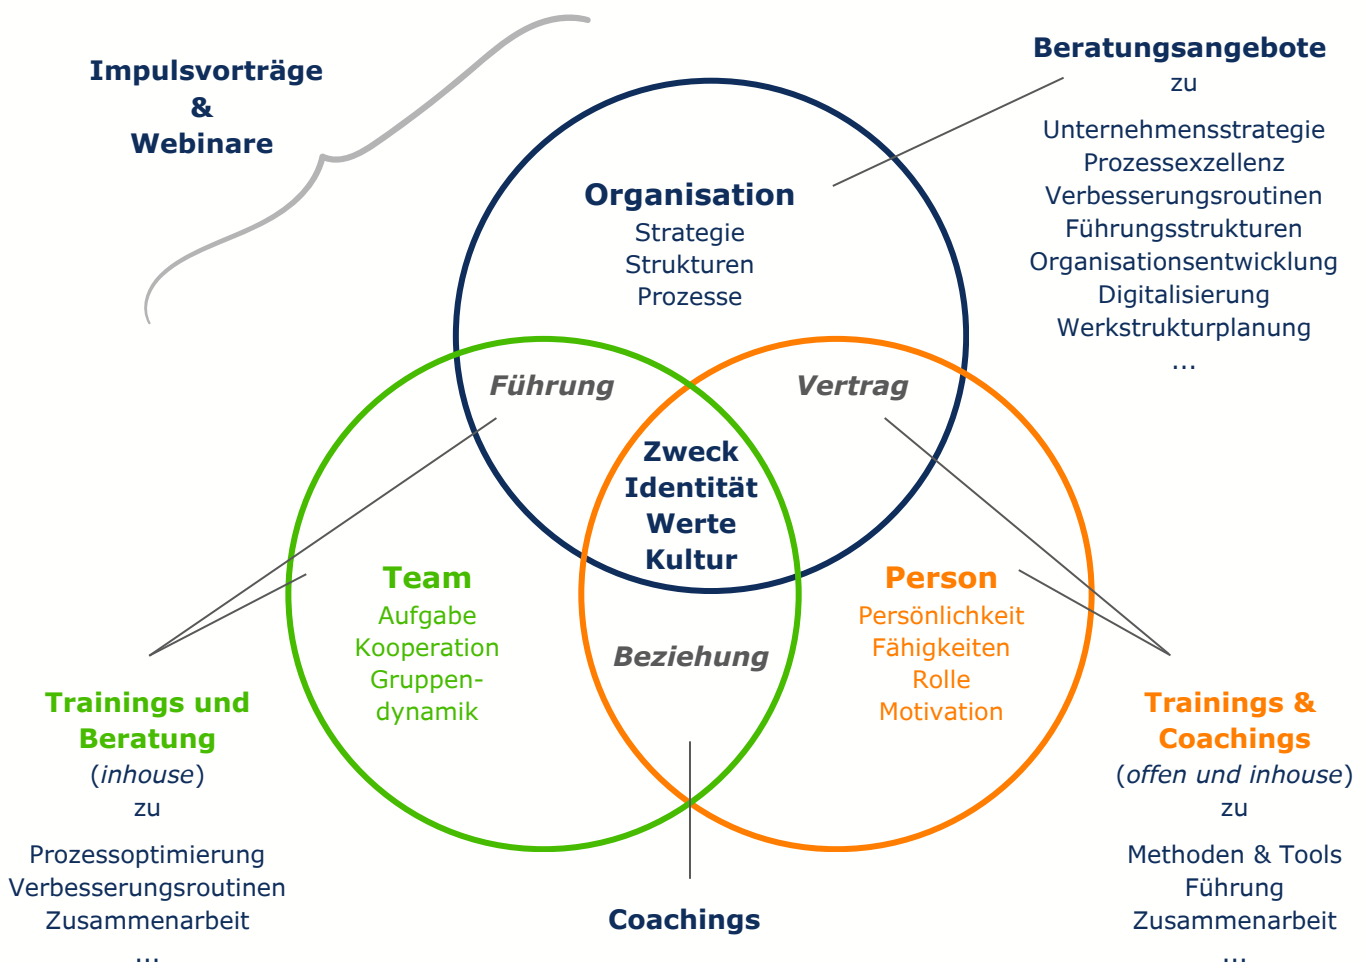 Impulsvorträge
&
Webinare
Beratungsangebote
zu
Unternehmensstrategie
Prozessexzellenz
Verbesserungsroutinen
Führungsstrukturen
Organisationsentwicklung
Digitalisierung
Werkstrukturplanung
...
Organisation
Strategie
Strukturen
Prozesse
Führung
Vertrag
Zweck
Identität
Werte
Kultur
Team
Aufgabe
Kooperation
Gruppen-
dynamik
Beziehung
Person
Persönlichkeit
Fähigkeiten
Rolle
Motivation
Trainings und
Beratung
(inhouse)
zu
Prozessoptimierung
Verbesserungsroutinen
Zusammenarbeit
...
Coachings
Trainings &
Coachings
(offen und inhouse)
zu
Methoden & Tools
Führung
Zusammenarbeit
...